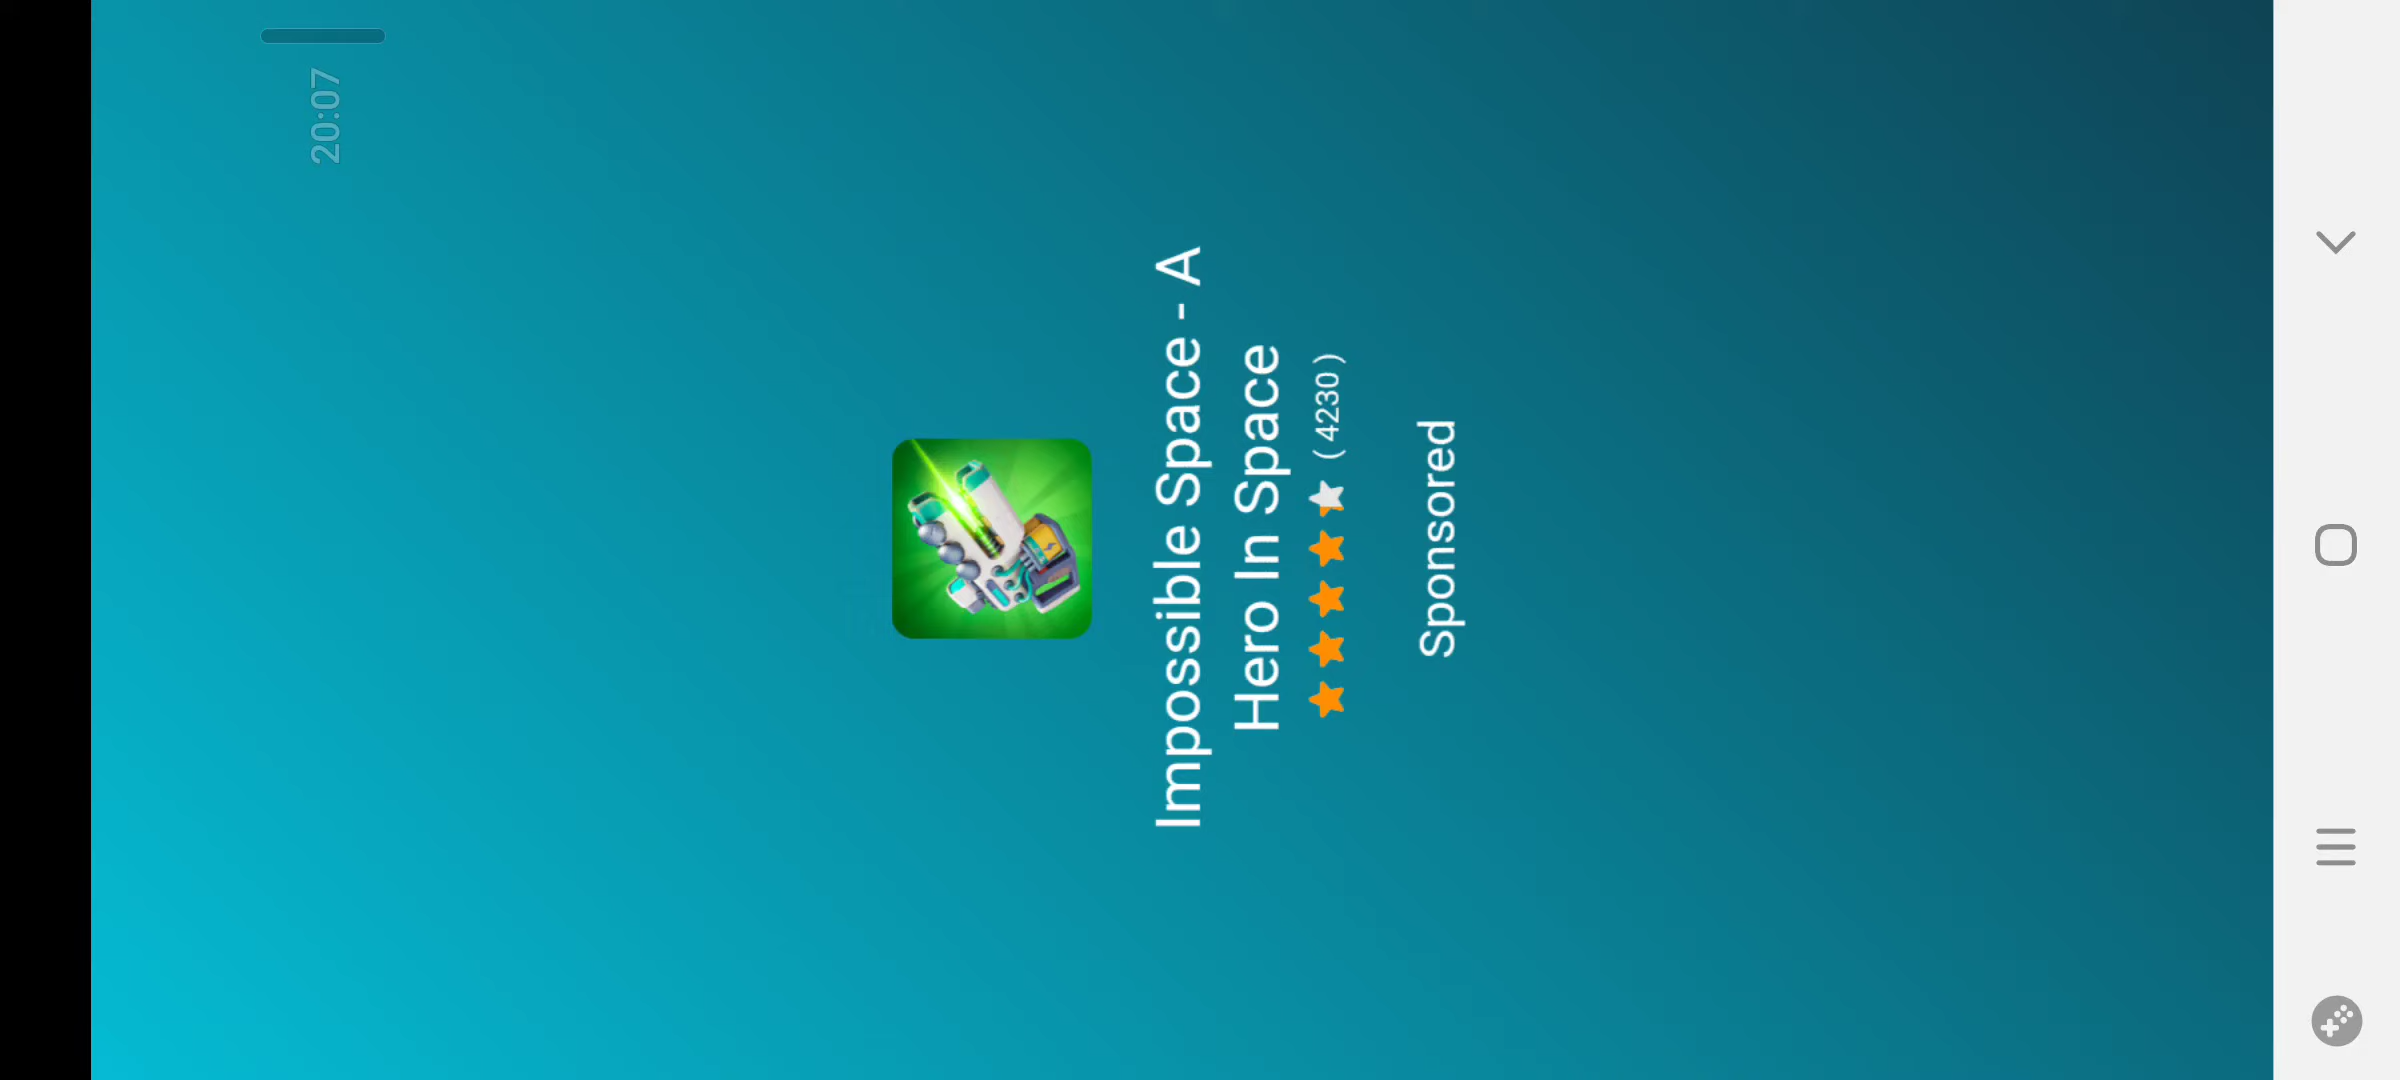 20:07
Impossible Space - A
Hero In Space
( 4230 )
Sponsored